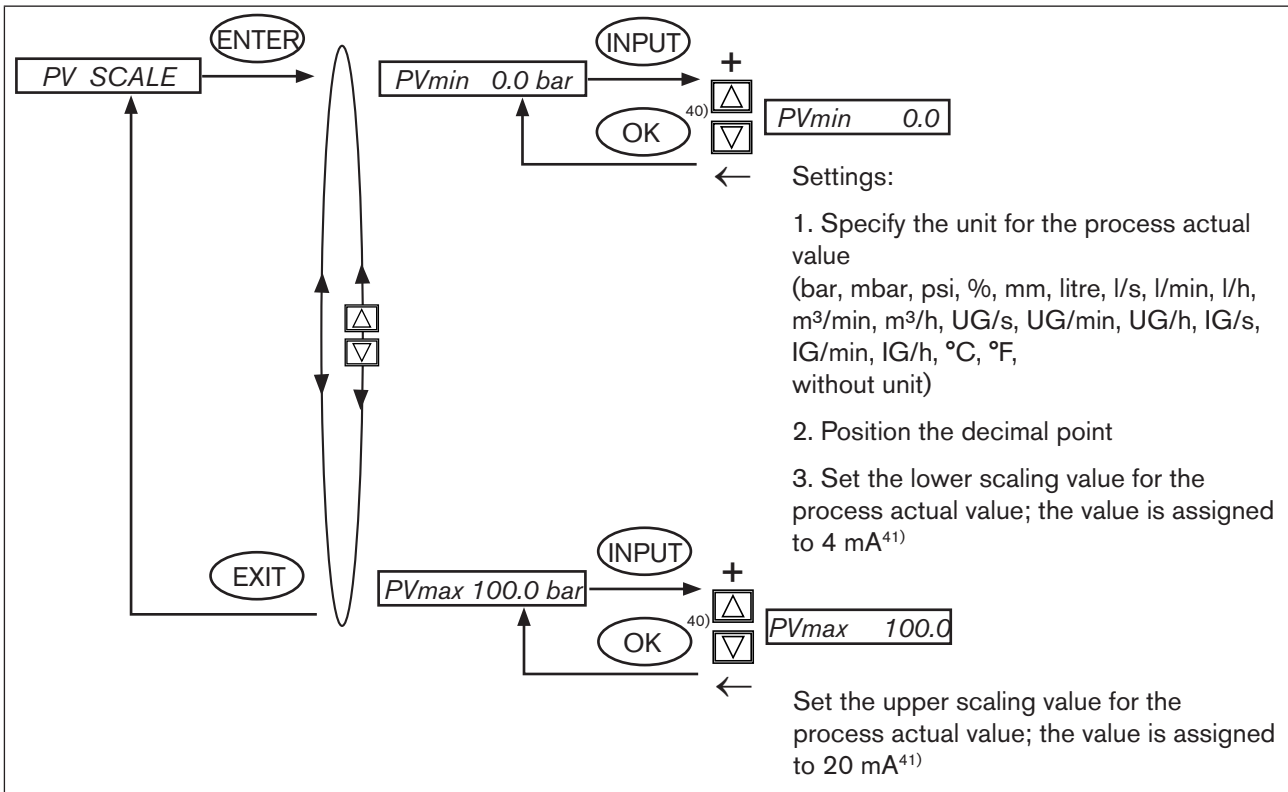 ENTER
PV SCALE
INPUT
PVmin 0.0 bar
+
40)
OK
PVmin 0.0
←
Settings:
1. Specify the unit for the process actual
value
(bar, mbar, psi, %, mm, litre, l/s, l/min, l/h,
m³/min, m³/h, UG/s, UG/min, UG/h, IG/s,
IG/min, IG/h, °C, °F,
without unit)
2. Position the decimal point
3. Set the lower scaling value for the
process actual value; the value is assigned
to 4 mA⁴¹⁾
EXIT
INPUT
PVmax 100.0 bar
+
40)
OK
PVmax 100.0
←
Set the upper scaling value for the
process actual value; the value is assigned
to 20 mA⁴¹⁾